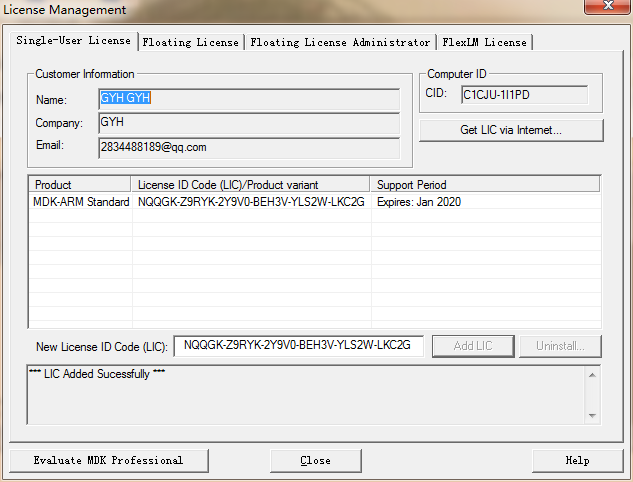 License Management
Single-User License
Floating License
Floating License Administrator
FlexLM License
Customer Information
Name:
GYH GYH
Company:
GYH
Email:
2834488189@qq.com
Computer ID
CID:
C1CJU-1I1PD
Get LIC via Internet...
Product
License ID Code (LIC)/Product variant
Support Period
MDK-ARM Standard
NQQGK-Z9RYK-2Y9V0-BEH3V-YLS2W-LKC2G
Expires: Jan 2020
New License ID Code (LIC):
NQQGK-Z9RYK-2Y9V0-BEH3V-YLS2W-LKC2G
Add LIC
Uninstall...
*** LIC Added Sucessfully ***
Evaluate MDK Professional
Close
Help